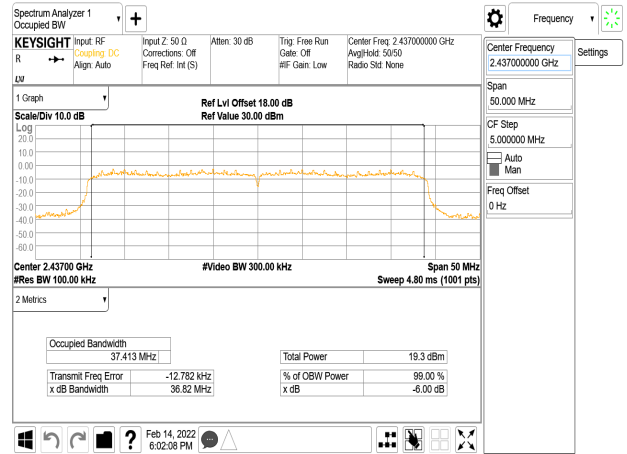 Spectrum Analyzer 1
Occupied BW
Frequency
KEYSIGHT
R
LXI
Input: RF
Coupling: DC
Align: Auto
Input Z: 50 Ω
Corrections: Off
Freq Ref: Int (S)
Atten: 30 dB
Trig: Free Run
Gate: Off
#IF Gain: Low
Center Freq: 2.437000000 GHz
Avg|Hold: 50/50
Radio Std: None
Center Frequency
2.437000000 GHz
Settings
Span
50.000 MHz
CF Step
5.000000 MHz
Auto
Man
Freq Offset
0 Hz
1 Graph
Scale/Div 10.0 dB
Ref Lvl Offset 18.00 dB
Ref Value 30.00 dBm
Log
20.0
10.0
0.00
-10.0
-20.0
-30.0
-40.0
-50.0
-60.0
Center 2.43700 GHz
#Video BW 300.00 kHz
Span 50 MHz
#Res BW 100.00 kHz
Sweep 4.80 ms (1001 pts)
2 Metrics
Occupied Bandwidth
37.413 MHz
Total Power 19.3 dBm
Transmit Freq Error -12.782 kHz
% of OBW Power 99.00 %
x dB Bandwidth 36.82 MHz
x dB -6.00 dB
?
Feb 14, 2022
6:02:08 PM